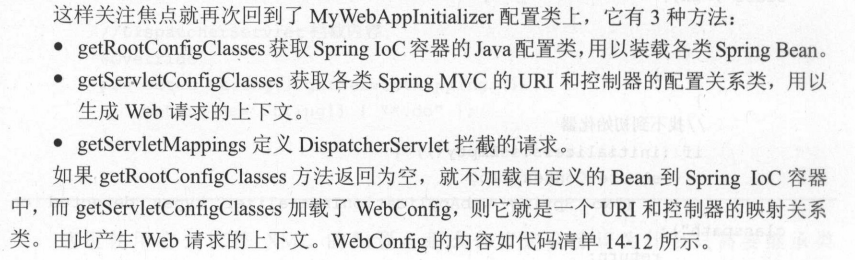 这样关注焦点就再次回到了 MyWebAppInitializer 配置类上，它有 3 种方法：
● getRootConfigClasses 获取 Spring IoC 容器的 Java 配置类，用以装载各类 Spring Bean。
● getServletConfigClasses 获取各类 Spring MVC 的 URI 和控制器的配置关系类，用以
生成 Web 请求的上下文。
● getServletMappings 定义 DispatcherServlet 拦截的请求。
如果 getRootConfigClasses 方法返回为空，就不加载自定义的 Bean 到 Spring IoC 容器
中，而 getServletConfigClasses 加载了 WebConfig，则它就是一个 URI 和控制器的映射关系
类。由此产生 Web 请求的上下文。WebConfig 的内容如代码清单 14-12 所示。